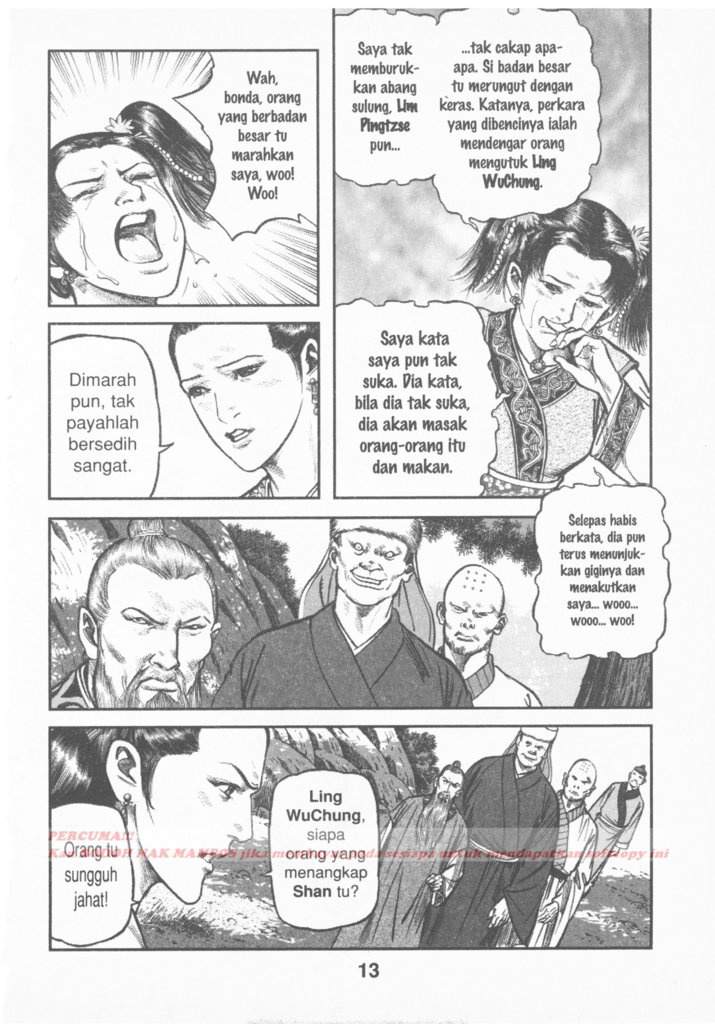 Wah,
bonda, orang
yang berbadan
besar tu
marahkan
saya, woo!
Woo!
Saya tak
memburuk-
kan abang
sulung, Lim
Pingtzse
pun...
...tak cakap apa-
apa. Si badan besar
tu merungut dengan
keras. Katanya, perkara
yang dibencinya ialah
mendengar orang
mengutuk Ling
WuChung.
Dimarah
pun, tak
payahlah
bersedih
sangat.
Saya kata
saya pun tak
suka. Dia kata,
bila dia tak suka,
dia akan masak
orang-orang itu
dan makan.
Selepas habis
berkata, dia pun
terus menunjuk-
kan giginya dan
menakutkan
saya... wooo...
wooo... woo!
Orang tu
sungguh
jahat!
Ling
WuChung,
siapa
orang yang
menangkap
Shan tu?
PERCUMA!!
13